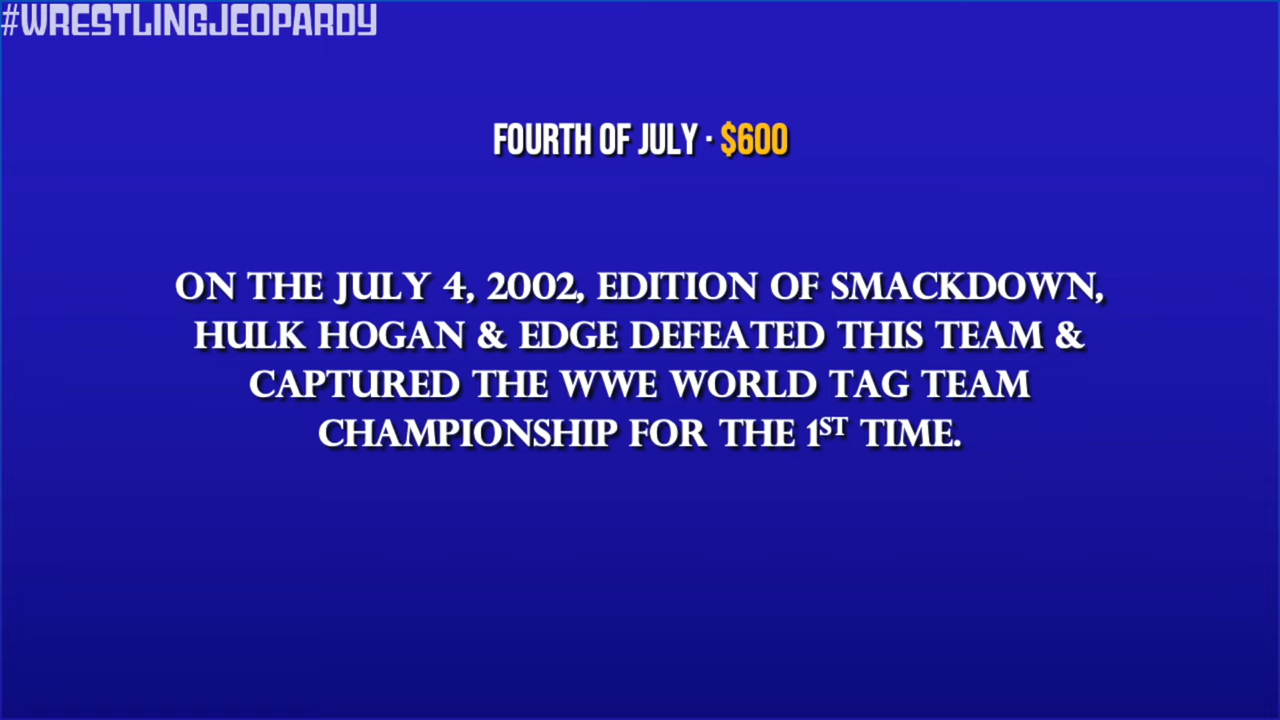 #WRESTLINGJEOPARDY
FOURTH OF JULY · $600
ON THE JULY 4, 2002, EDITION OF SMACKDOWN,
HULK HOGAN & EDGE DEFEATED THIS TEAM &
CAPTURED THE WWE WORLD TAG TEAM
CHAMPIONSHIP FOR THE 1ST TIME.